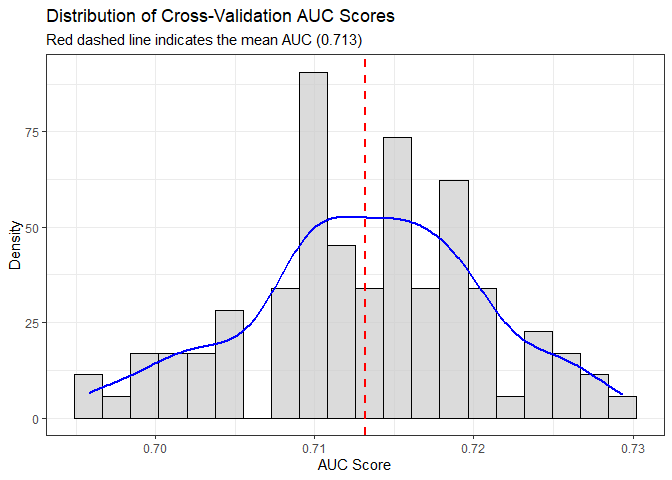 Distribution of Cross-Validation AUC Scores
Red dashed line indicates the mean AUC (0.713)
Density
75
50
25
0
0.70 0.71 0.72 0.73
AUC Score